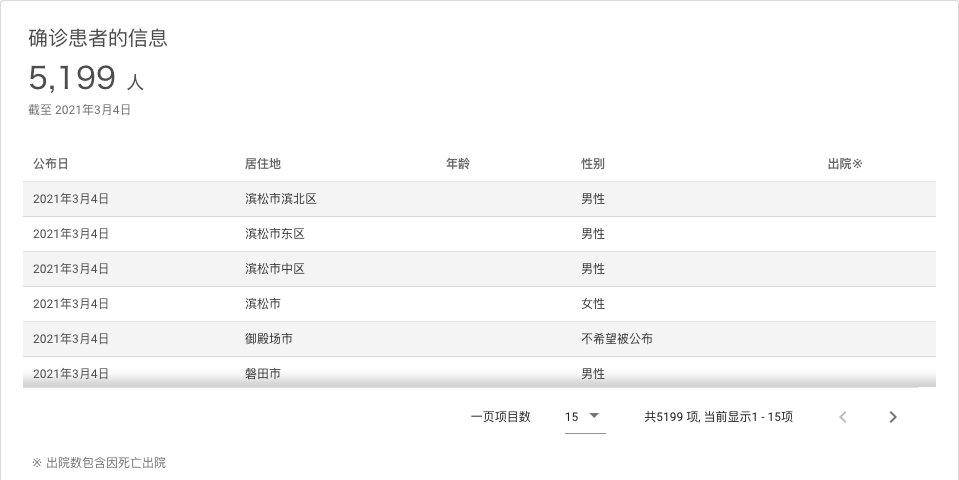 确诊患者的信息
5,199 人
截至 2021年3月4日
公布日 居住地 年龄 性别 出院※
2021年3月4日 滨松市滨北区 男性
2021年3月4日 滨松市东区 男性
2021年3月4日 滨松市中区 男性
2021年3月4日 滨松市 女性
2021年3月4日 御殿场市 不希望被公布
2021年3月4日 磐田市 男性
一页项目数 15 共5199 项, 当前显示1 - 15项
※ 出院数包含因死亡出院